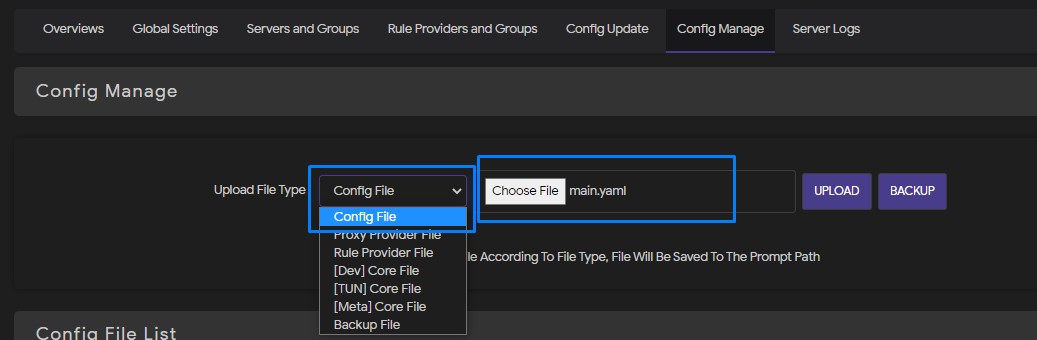 Overviews Global Settings Servers and Groups Rule Providers and Groups Config Update Config Manage Server Logs
Config Manage
Upload File Type Config File Choose File main.yaml UPLOAD BACKUP
Config File
Proxy Provider File
Rule Provider File le According To File Type, File Will Be Saved To The Prompt Path
[Dev] Core File
[TUN] Core File
[Meta] Core File
Backup File
Config File List